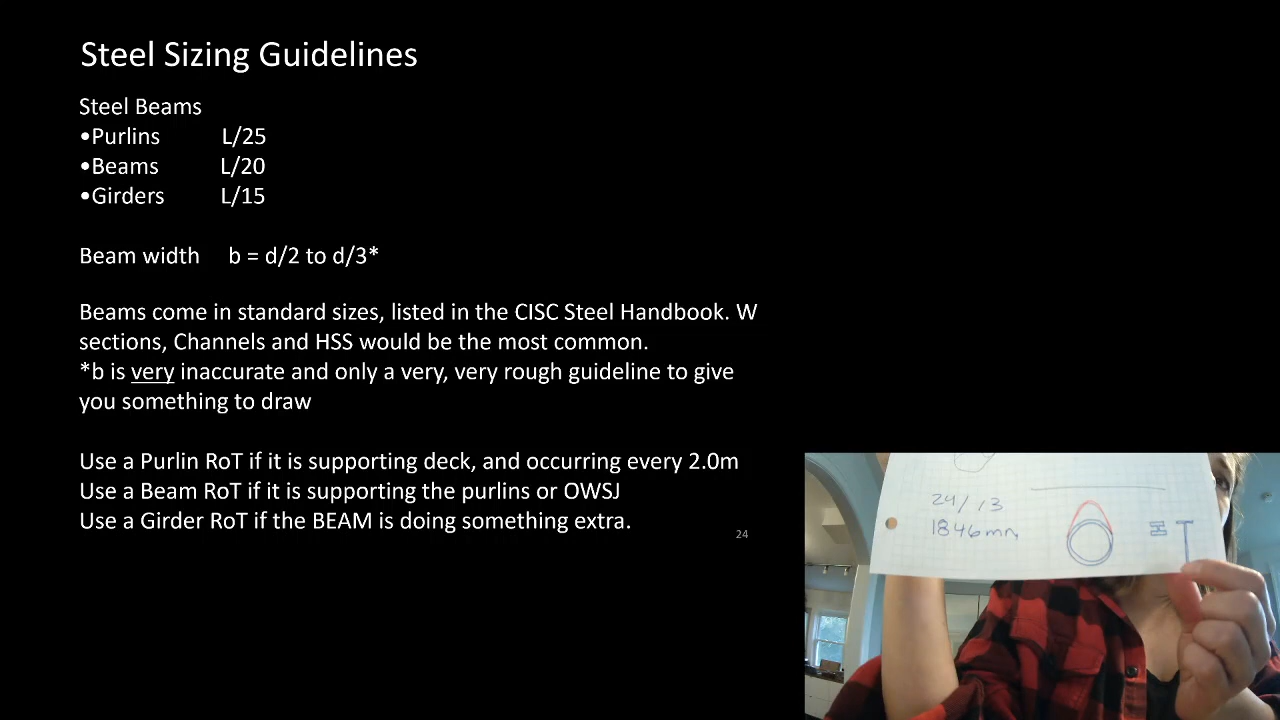 Steel Sizing Guidelines
Steel Beams
•Purlins L/25
•Beams L/20
•Girders L/15
Beam width b = d/2 to d/3*
Beams come in standard sizes, listed in the CISC Steel Handbook. W
sections, Channels and HSS would be the most common.
*b is very inaccurate and only a very, very rough guideline to give
you something to draw
Use a Purlin RoT if it is supporting deck, and occurring every 2.0m
Use a Beam RoT if it is supporting the purlins or OWSJ
Use a Girder RoT if the BEAM is doing something extra.
24
24/13
1846mm